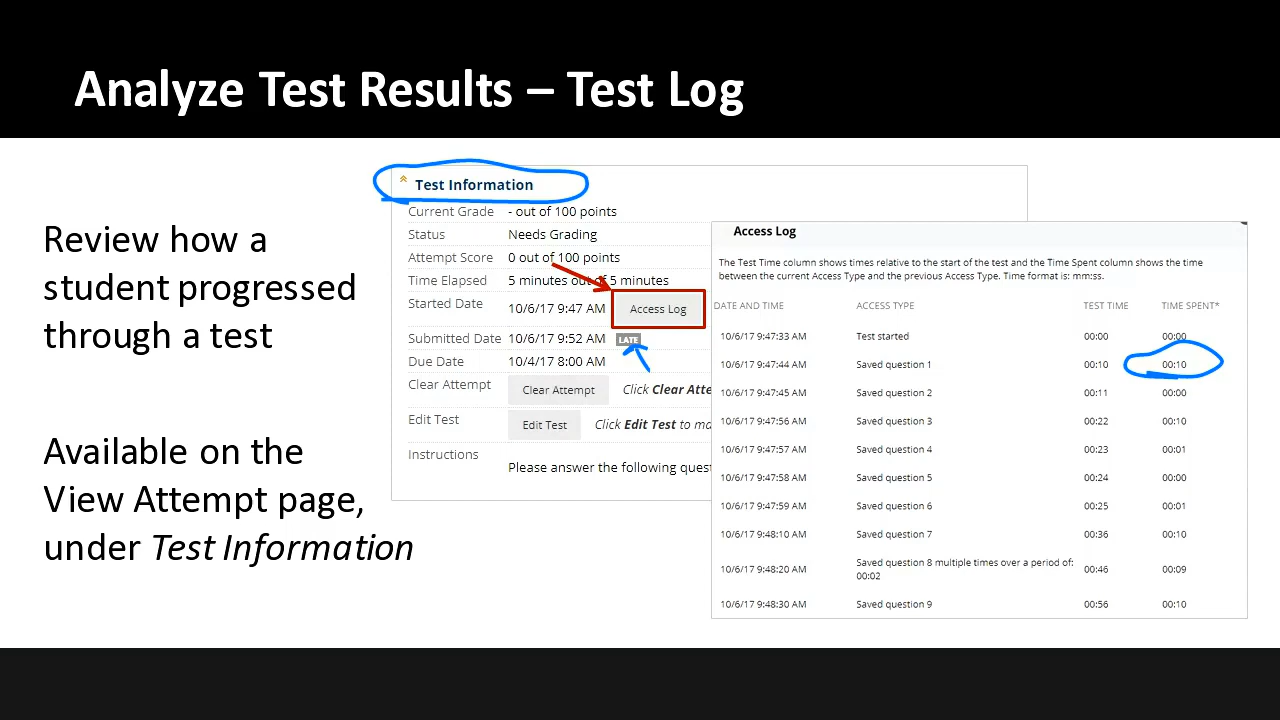 Analyze Test Results – Test Log
Review how a
student progressed
through a test
Available on the
View Attempt page,
under Test Information
Test Information
Current Grade - out of 100 points
Status Needs Grading
Attempt Score 0 out of 100 points
Time Elapsed 5 minutes out of 5 minutes
Started Date 10/6/17 9:47 AM Access Log
Submitted Date 10/6/17 9:52 AM LATE
Due Date 10/4/17 8:00 AM
Clear Attempt Clear Attempt Click Clear Atte
Edit Test Edit Test Click Edit Test to ma
Instructions
Please answer the following quest
Access Log
The Test Time column shows times relative to the start of the test and the Time Spent column shows the time
between the current Access Type and the previous Access Type. Time format is: mm:ss.
DATE AND TIME ACCESS TYPE TEST TIME TIME SPENT*
10/6/17 9:47:33 AM Test started 00:00 00:00
10/6/17 9:47:44 AM Saved question 1 00:10 00:10
10/6/17 9:47:45 AM Saved question 2 00:11 00:00
10/6/17 9:47:56 AM Saved question 3 00:22 00:10
10/6/17 9:47:57 AM Saved question 4 00:23 00:01
10/6/17 9:47:58 AM Saved question 5 00:24 00:00
10/6/17 9:47:59 AM Saved question 6 00:25 00:01
10/6/17 9:48:10 AM Saved question 7 00:36 00:10
10/6/17 9:48:20 AM Saved question 8 multiple times over a period of: 00:46 00:09
00:02
10/6/17 9:48:30 AM Saved question 9 00:56 00:10